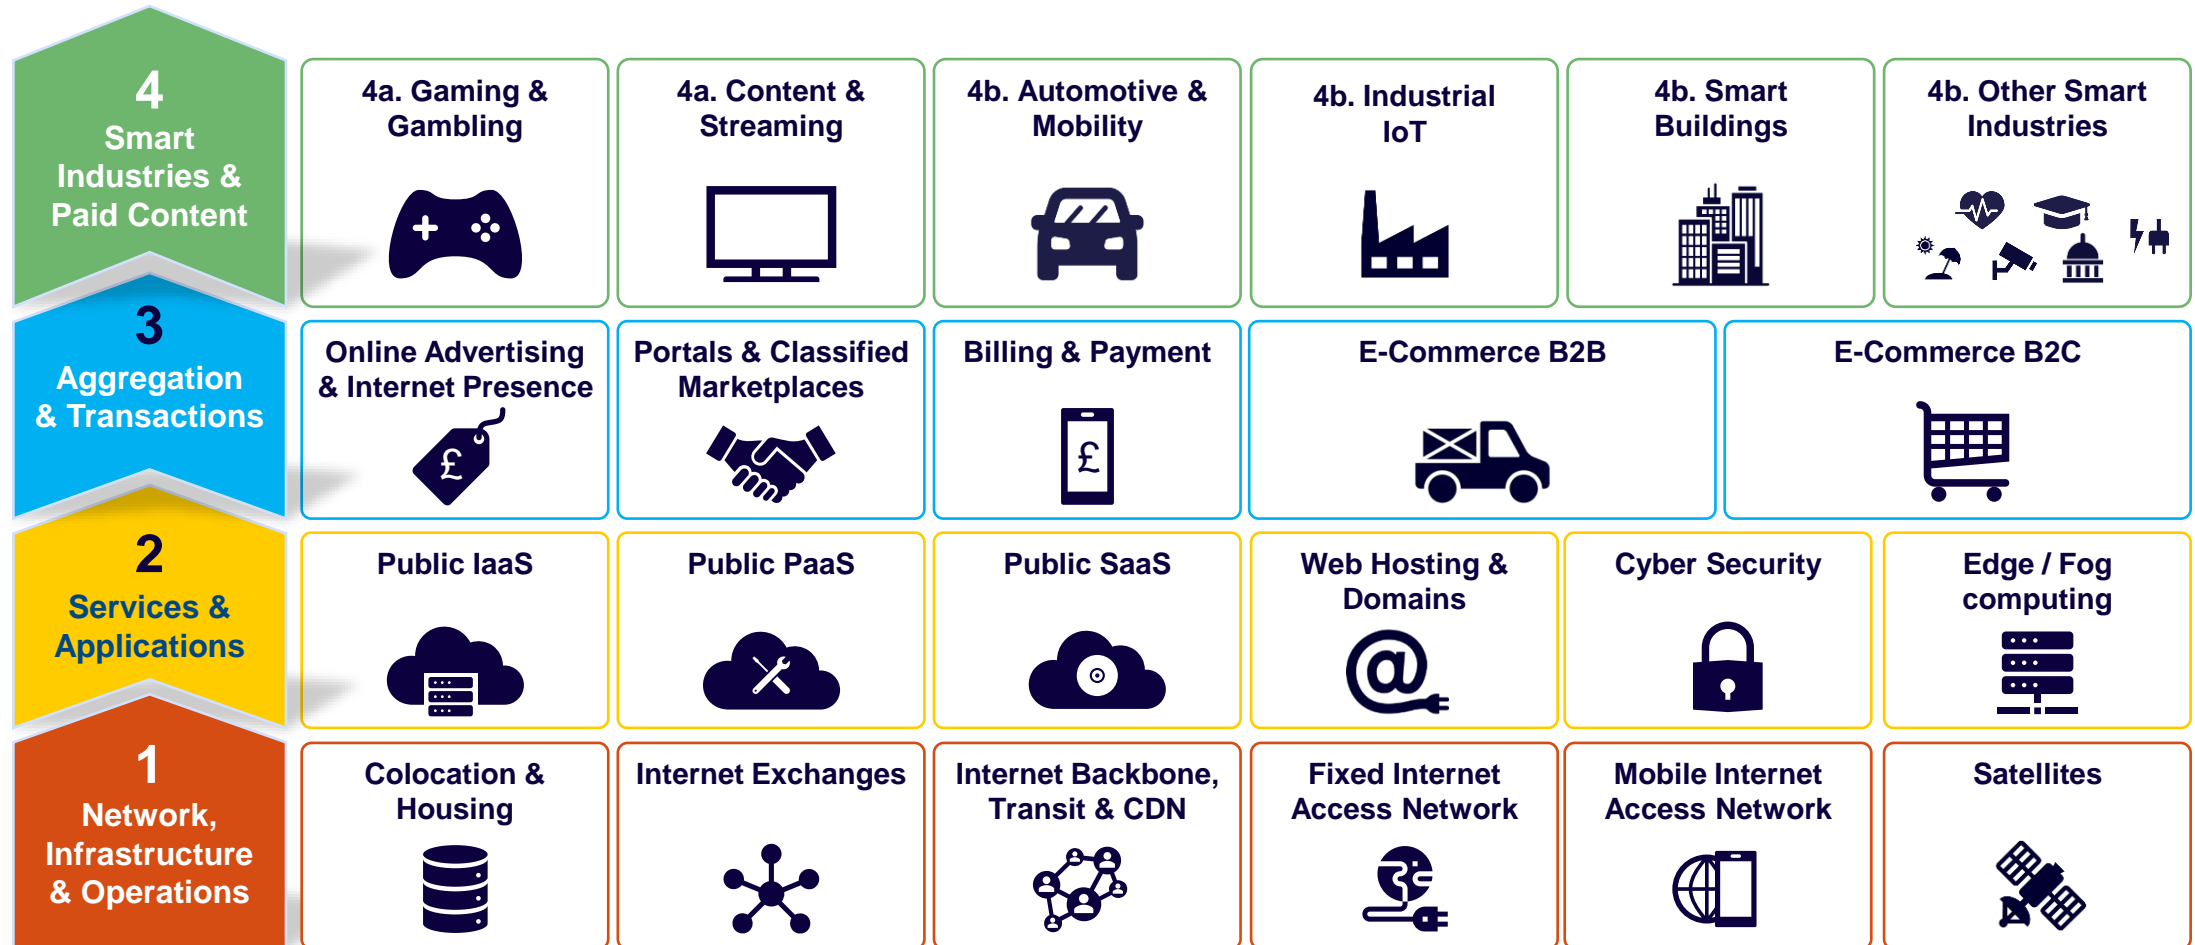 4
Smart
Industries &
Paid Content
4a. Gaming &
Gambling
4a. Content &
Streaming
4b. Automotive &
Mobility
4b. Industrial
IoT
4b. Smart
Buildings
4b. Other Smart
Industries
3
Aggregation
& Transactions
Online Advertising
& Internet Presence
£
Portals & Classified
Marketplaces
Billing & Payment
£
E-Commerce B2B
E-Commerce B2C
2
Services &
Applications
Public IaaS
Public PaaS
Public SaaS
Web Hosting &
Domains
@
Cyber Security
Edge / Fog
computing
1
Network,
Infrastructure
& Operations
Colocation &
Housing
Internet Exchanges
Internet Backbone,
Transit & CDN
Fixed Internet
Access Network
Mobile Internet
Access Network
Satellites